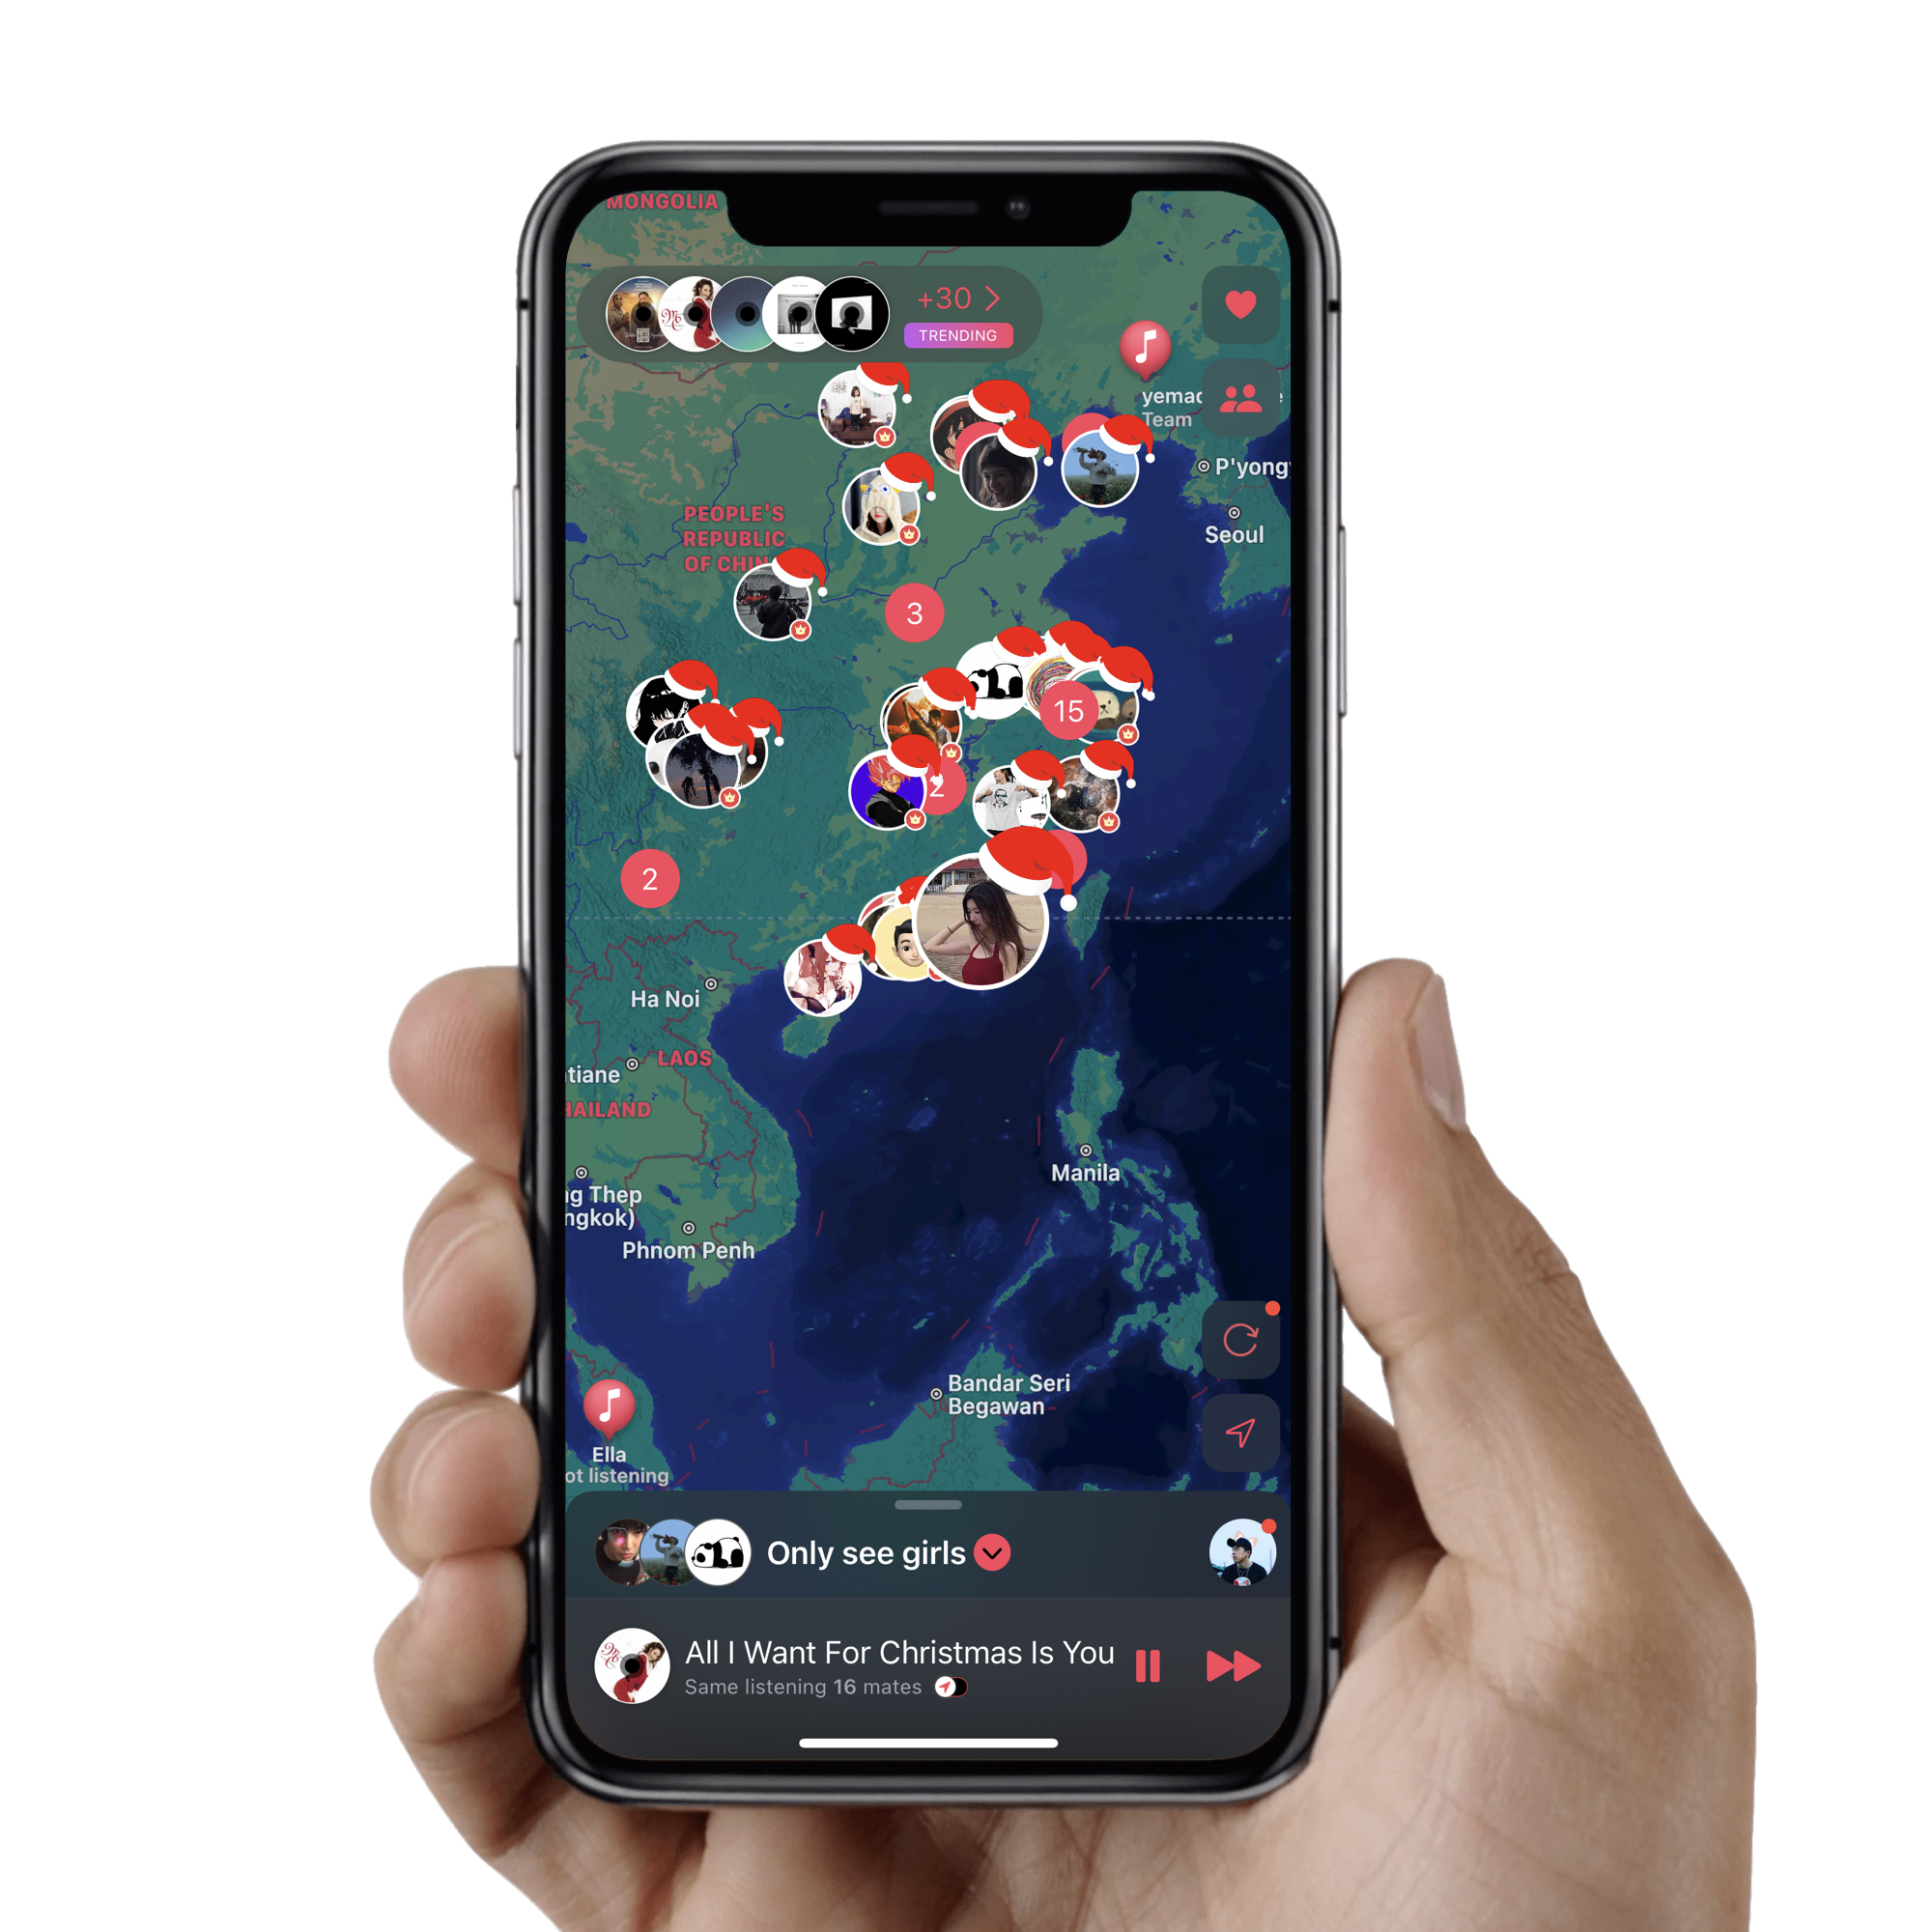 MONGOLIA
+30
TRENDING
Team
P'yong
Seoul
PEOPLE'S
REPUBLIC
OF CHIN
3
15
2
2
Ha Noi
LAOS
tiane
HAILAND
Manila
ng Thep
ngkok)
Phnom Penh
Bandar Seri
Begawan
Ella
ot listening
Only see girls
All I Want For Christmas Is You
Same listening 16 mates